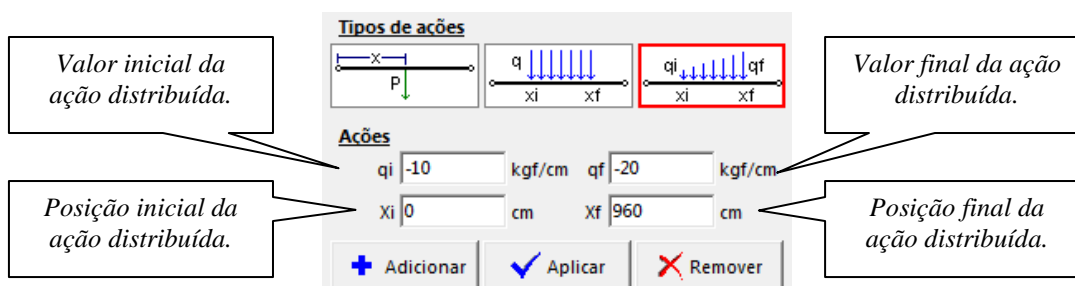 Tipos de ações
x
P
q
xi xf
qi qf
xi xf
Valor inicial da
ação distribuída.
Valor final da ação
distribuída.
Ações
qi -10 kgf/cm qf -20 kgf/cm
Xi 0 cm Xf 960 cm
Posição inicial da
ação distribuída.
Posição final da
ação distribuída.
Adicionar Aplicar Remover